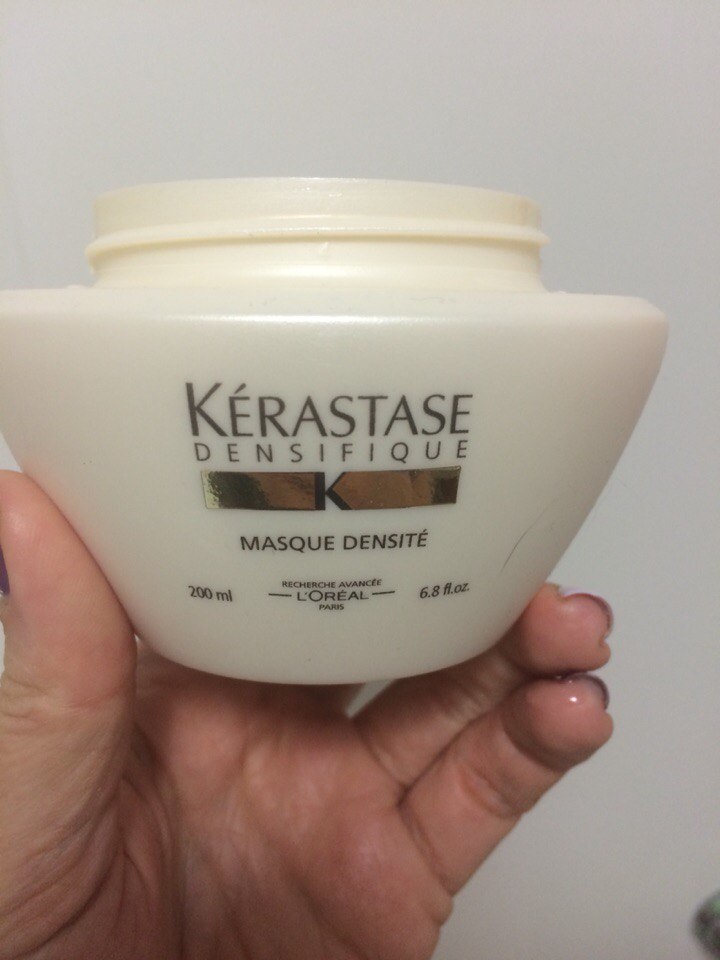 KÉRASTASE
DENSIFIQUE
K
MASQUE DENSITÉ
200 ml
RECHERCHE AVANCÉE
L'ORÉAL
PARIS
6.8 fl.oz.